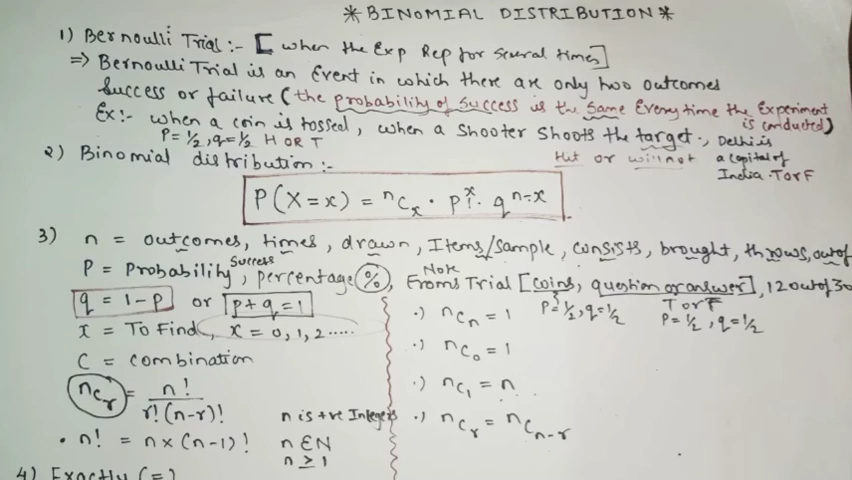 *BINOMIAL DISTRIBUTION*
1) Bernoulli Trial :- [when the Exp Rep for several times]
=> Bernoulli Trial is an Event in which there are only two outcomes
Success or failure (the probability of success is the same Every time the Experiment
is conducted)
Ex:- when a coin is tossed, when a shooter shoots the target., Delhi is
P=1/2, q=1/2 H OR T
Hit or will not
a capital of
India. T or F
2) Binomial distribution :-
P(X=x) = ⁿCₓ . pˣ . qⁿ⁻ˣ
3) n = outcomes, times, drawn, Items/sample, consists, brought, throws, out of
P = Probability, percentage (%), From Trial [coins, question or answer], 12 out of 30
Success
Note
P=1/2, q=1/2
T or F
P=1/2, q=1/2
q = 1-p or p+q=1
x = To Find, x = 0,1,2.....
C = combination
ⁿCᵣ = n! / r!(n-r)!
n is +ve Integers
• n! = n×(n-1)! n∈N
n ≥ 1
.) ⁿCₙ = 1
.) ⁿC₀ = 1
.) ⁿC₁ = n
.) ⁿCᵣ = ⁿCₙ₋ᵣ
4) Exactly (=)